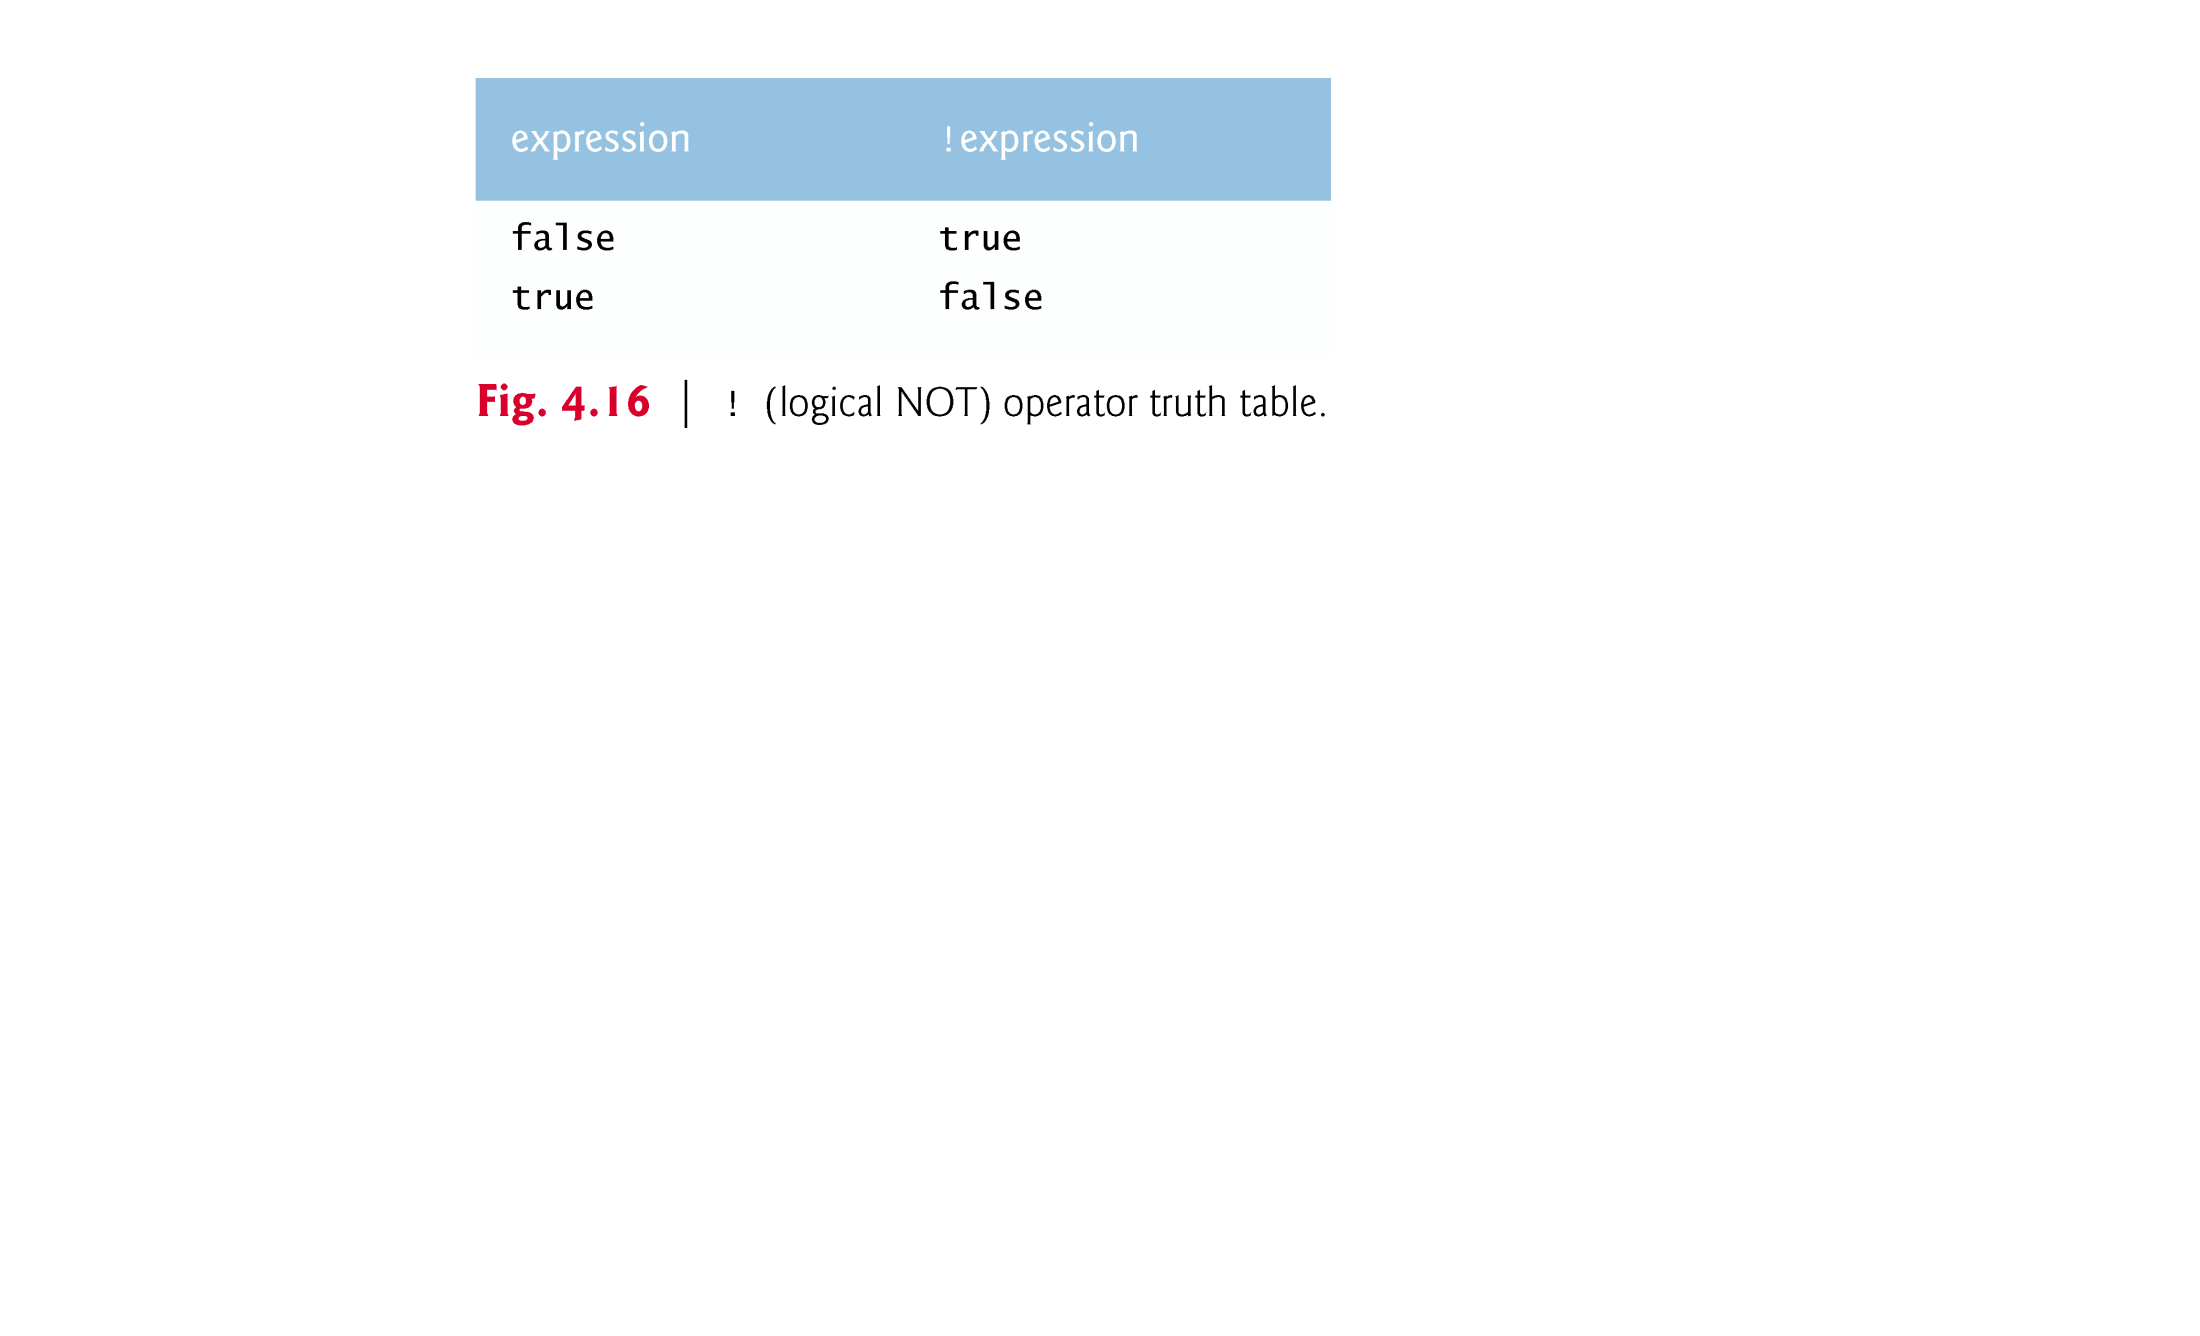 expression !expression
false true
true false
Fig. 4.16 | ! (logical NOT) operator truth table.